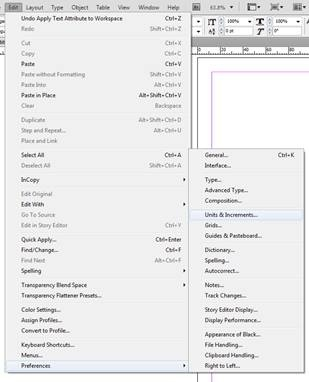 Edit Layout Type Object Table View Window Help 63.8%
Undo Apply Text Attribute to Workspace Ctrl+Z
Redo Shift+Ctrl+Z
Cut Ctrl+X
Copy Ctrl+C
Paste Ctrl+V
Paste without Formatting Shift+Ctrl+V
Paste Into Alt+Ctrl+V
Paste in Place Alt+Shift+Ctrl+V
Clear Backspace
Duplicate Alt+Shift+Ctrl+D
Step and Repeat... Alt+Ctrl+U
Place and Link
Select All Ctrl+A
Deselect All Shift+Ctrl+A
InCopy
Edit Original
Edit With
Go To Source
Edit in Story Editor Ctrl+Y
Quick Apply... Ctrl+Enter
Find/Change... Ctrl+F
Find Next Alt+Ctrl+F
Spelling
Transparency Blend Space
Transparency Flattener Presets...
Color Settings...
Assign Profiles...
Convert to Profile...
Keyboard Shortcuts...
Menus...
Preferences
100% 100%
0 pt 0°
0 20 40 60 80
General... Ctrl+K
Interface...
Type...
Advanced Type...
Composition...
Units & Increments...
Grids...
Guides & Pasteboard...
Dictionary...
Spelling...
Autocorrect...
Notes...
Track Changes...
Story Editor Display...
Display Performance...
Appearance of Black...
File Handling...
Clipboard Handling...
Right to Left...